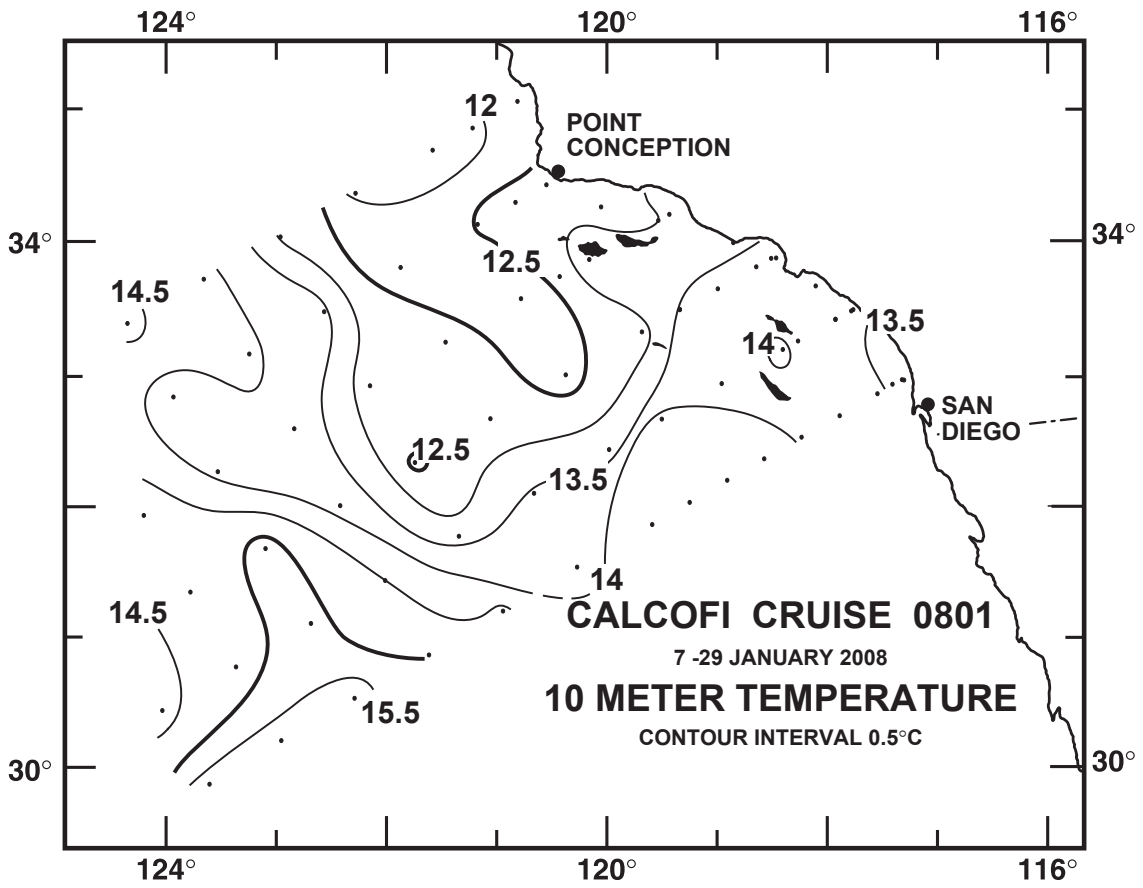 124° 120° 116°
12
POINT
CONCEPTION
34° 34°
12.5
14.5
13.5
14
SAN
DIEGO
12.5
13.5
14
14.5
CALCOFI CRUISE 0801
7 -29 JANUARY 2008
10 METER TEMPERATURE
15.5
CONTOUR INTERVAL 0.5°C
30° 30°
124° 120° 116°